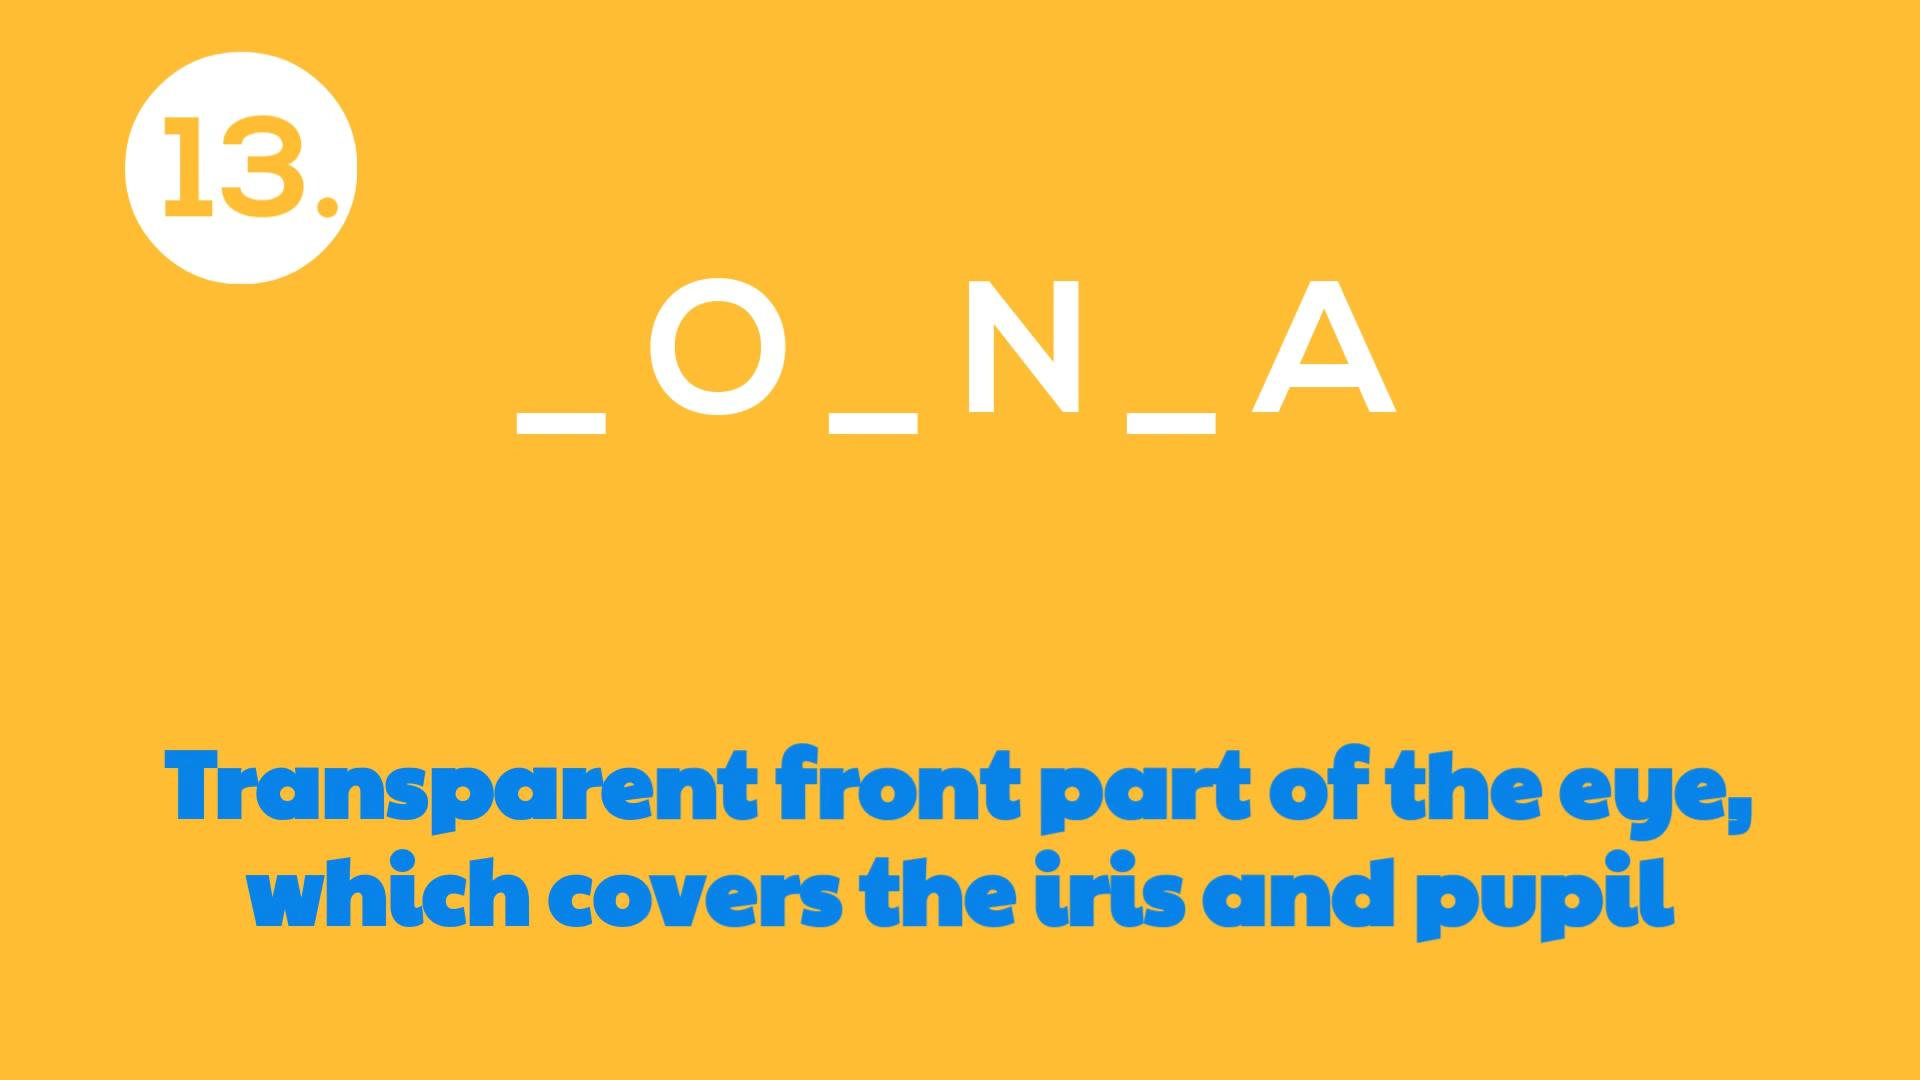 13.
_O_N_A
Transparent front part of the eye,
which covers the iris and pupil